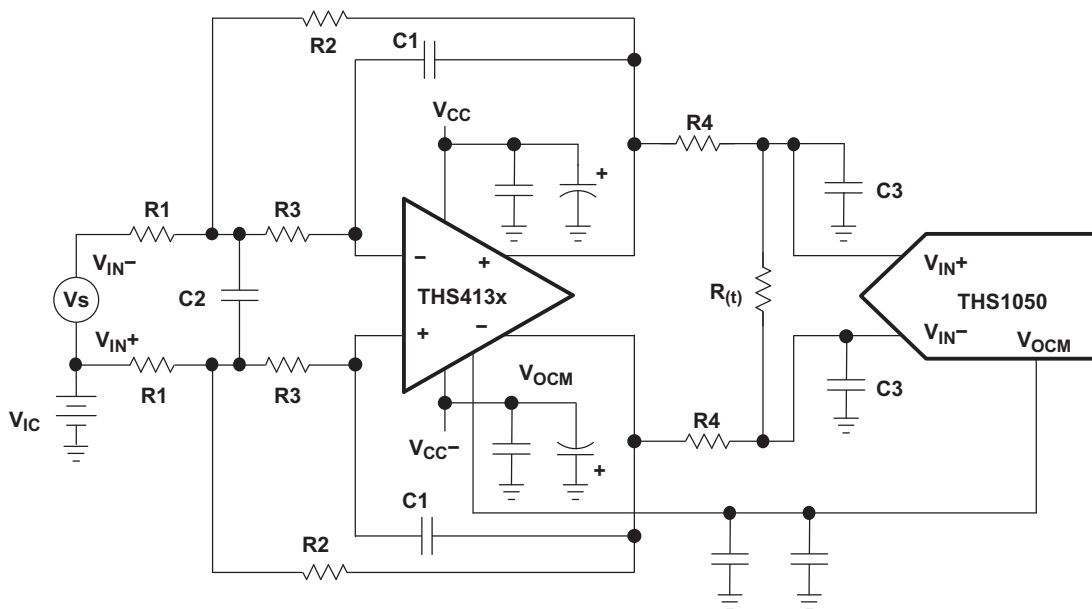 R2
C1
VCC
R4
+
C3
R1
R3
VIN−
−
+
VIN+
Vs
C2
THS413x
R(t)
THS1050
VIN+
+
−
VIN−
VOCM
R1
R3
VOCM
C3
VIC
R4
VCC−
+
C1
R2